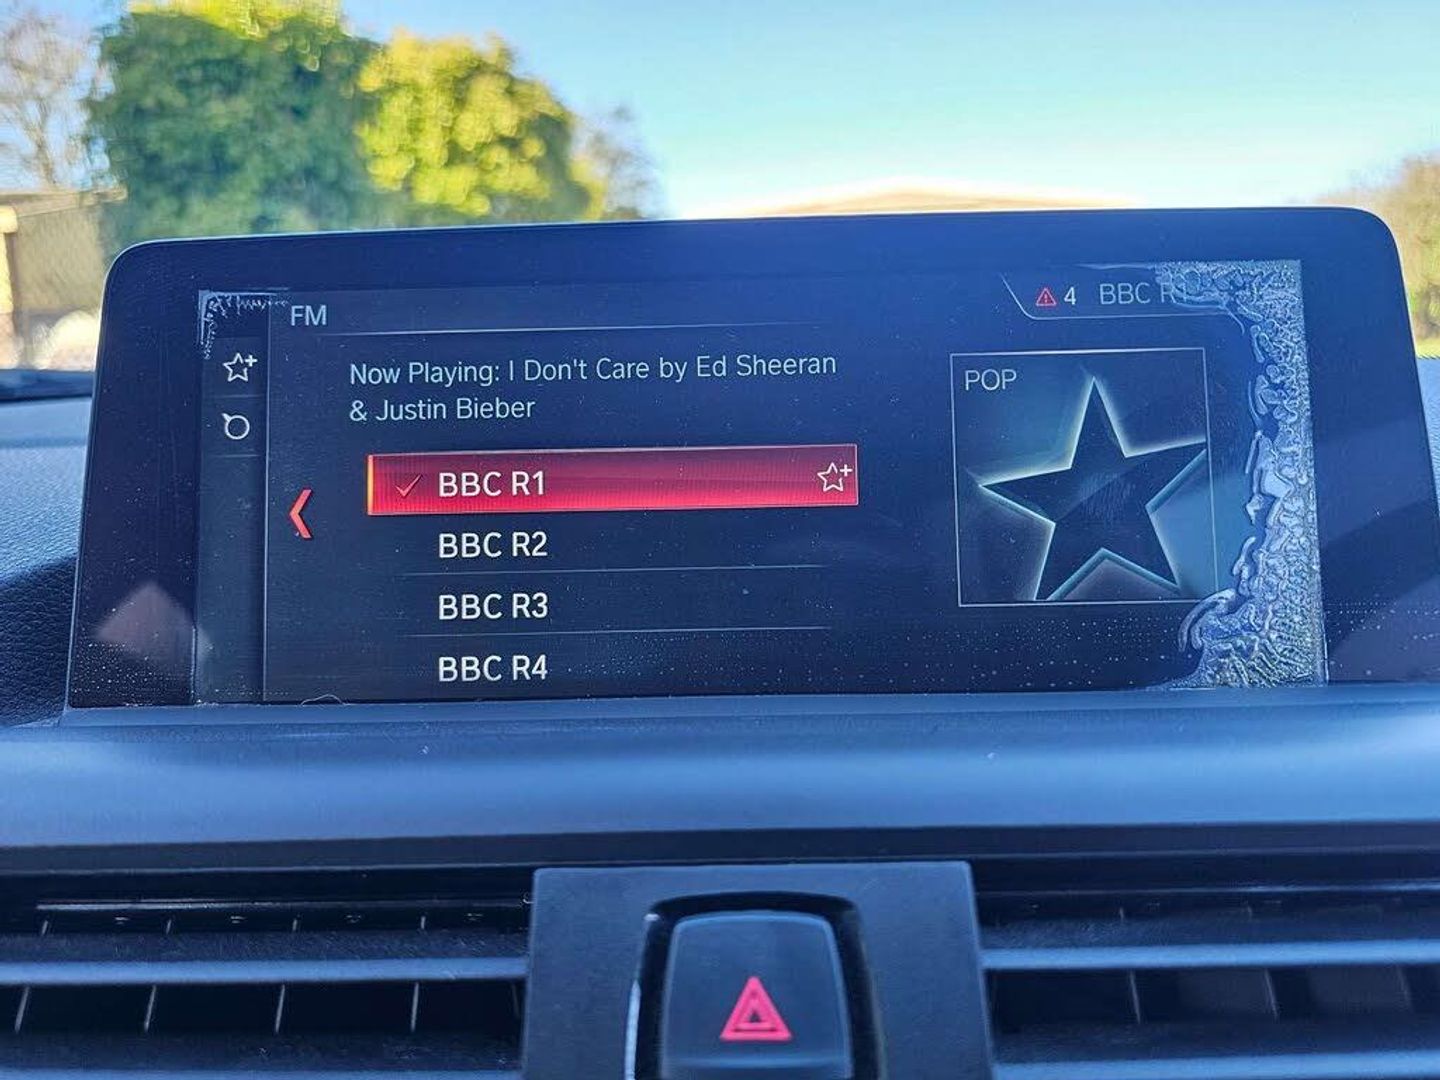 FM
4 BBC R1
Now Playing: I Don't Care by Ed Sheeran
& Justin Bieber
POP
BBC R1
BBC R2
BBC R3
BBC R4